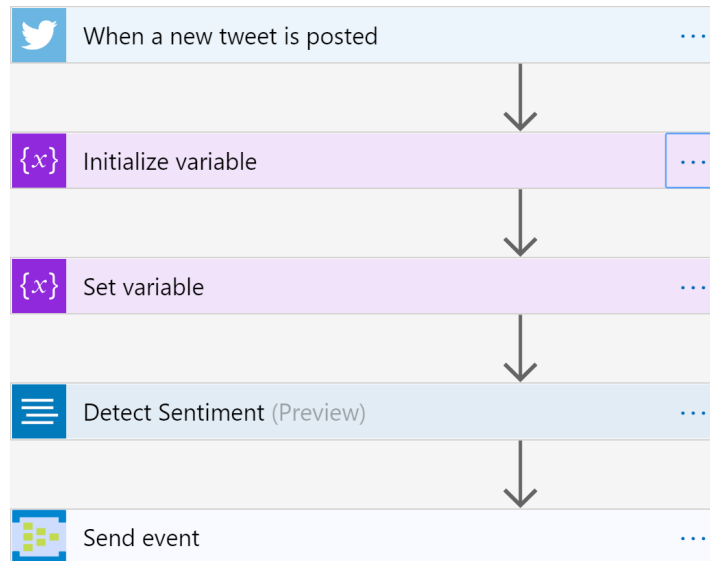 When a new tweet is posted ...
{x} Initialize variable ...
{x} Set variable ...
Detect Sentiment (Preview) ...
Send event ...